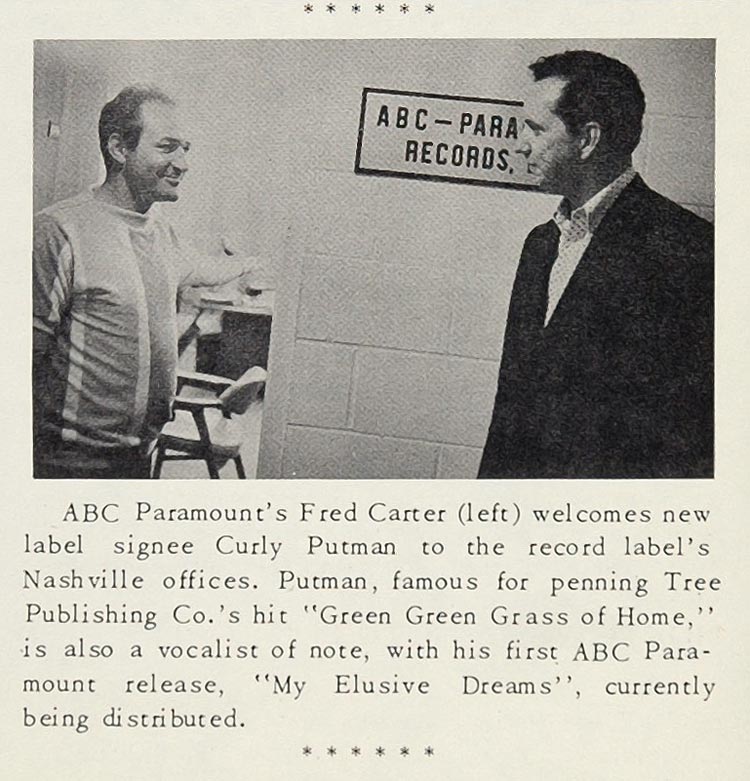 * * * * * *
ABC — PARA
RECORDS,
ABC Paramount's Fred Carter (left) welcomes new
label signee Curly Putman to the record label's
Nashville offices. Putman, famous for penning Tree
Publishing Co.'s hit "Green Green Grass of Home,"
is also a vocalist of note, with his first ABC Para-
mount release, "My Elusive Dreams", currently
being distributed.
* * * * * *